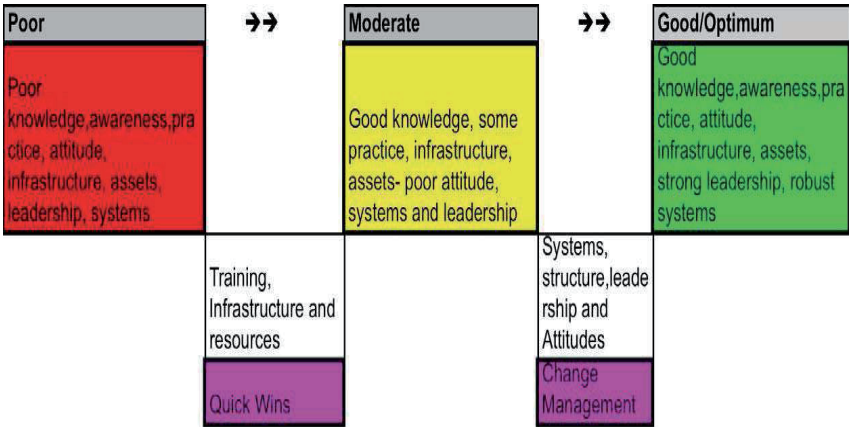 Poor →→ Moderate →→ Good/Optimum
Poor
knowledge,awareness,pra
ctice, attitude,
infrastructure, assets,
leadership, systems
Good knowledge, some
practice, infrastructure,
assets- poor attitude,
systems and leadership
Good
knowledge,awareness,pra
ctice, attitude,
infrastructure, assets,
strong leadership, robust
systems
Training,
Infrastructure and
resources
Systems,
structure,leade
rship and
Attitudes
Quick Wins
Change
Management